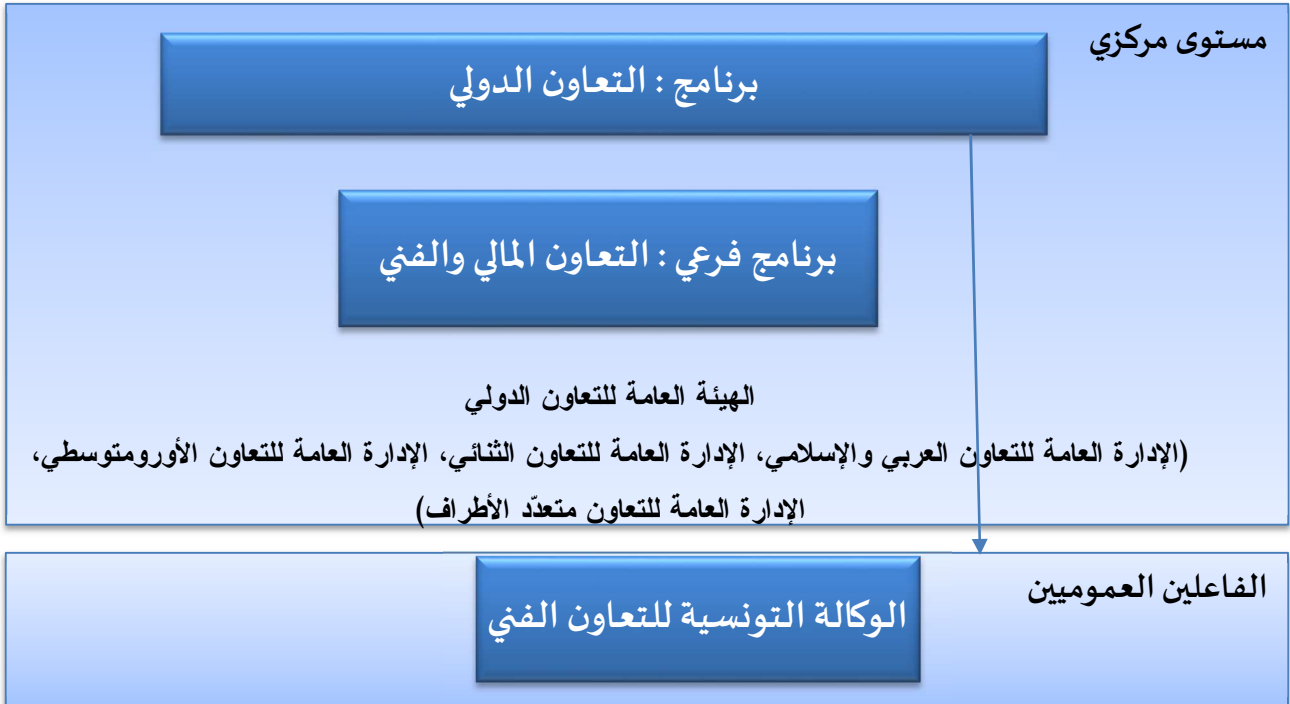 مستوى مركزي
برنامج : التعاون الدولي
برنامج فرعي : التعاون المالي والفني
الهيئة العامة للتعاون الدولي
(الإدارة العامة للتعاون العربي والإسلامي، الإدارة العامة للتعاون الثنائي، الإدارة العامة للتعاون الأورومتوسطي،
الإدارة العامة للتعاون متعدّد الأطراف)
الفاعلين العموميين
الوكالة التونسية للتعاون الفني